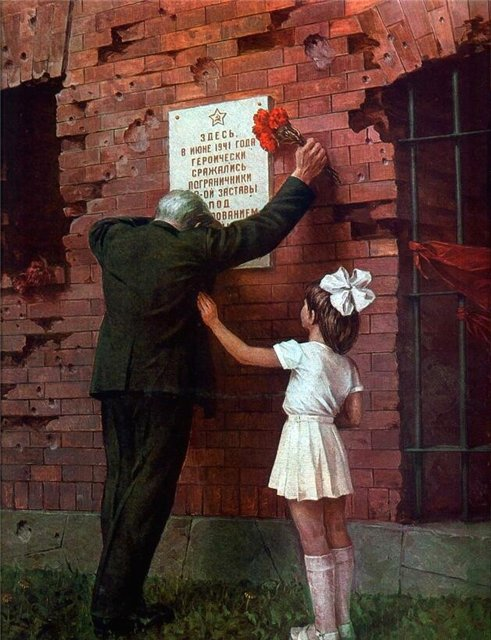 ЗДЕСЬ,
В ИЮНЕ 1941 ГОДА
ГЕРОИЧЕСКИ
СРАЖАЛИСЬ
ПОГРАНИЧНИКИ
ЗАСТАВЫ
ПОД